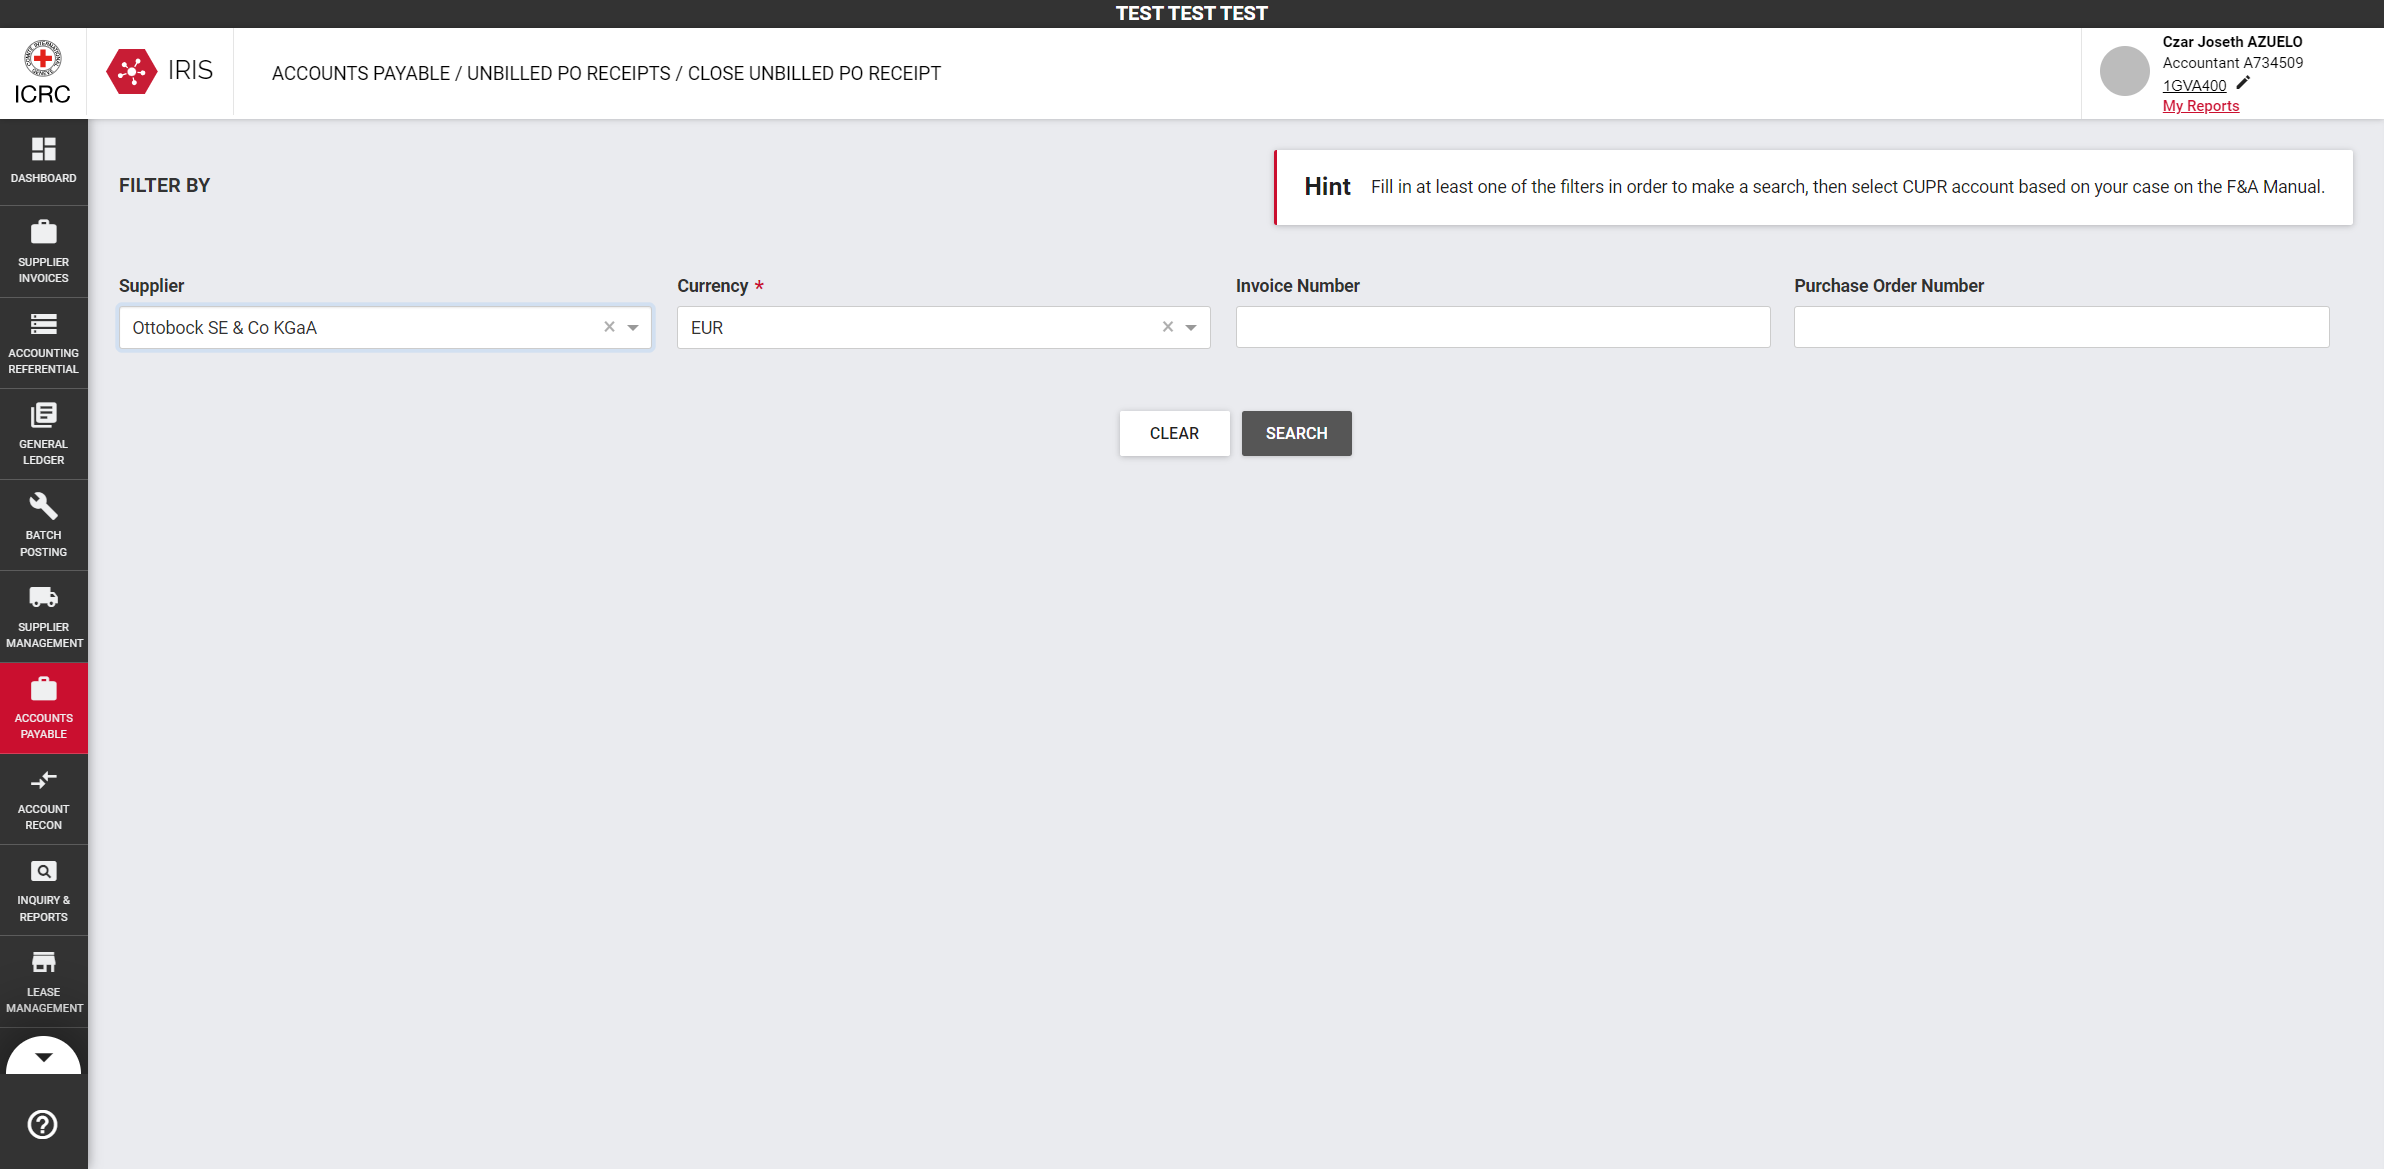 TEST TEST TEST
ICRC
IRIS
ACCOUNTS PAYABLE / UNBILLED PO RECEIPTS / CLOSE UNBILLED PO RECEIPT
Czar Joseth AZUELO
Accountant A734509
1GVA400
My Reports
DASHBOARD
SUPPLIER
INVOICES
ACCOUNTING
REFERENTIAL
GENERAL
LEDGER
BATCH
POSTING
SUPPLIER
MANAGEMENT
ACCOUNTS
PAYABLE
ACCOUNT
RECON
INQUIRY &
REPORTS
LEASE
MANAGEMENT
FILTER BY
Hint Fill in at least one of the filters in order to make a search, then select CUPR account based on your case on the F&A Manual.
Supplier
Ottobock SE & Co KGaA
Currency *
EUR
Invoice Number
Purchase Order Number
CLEAR
SEARCH